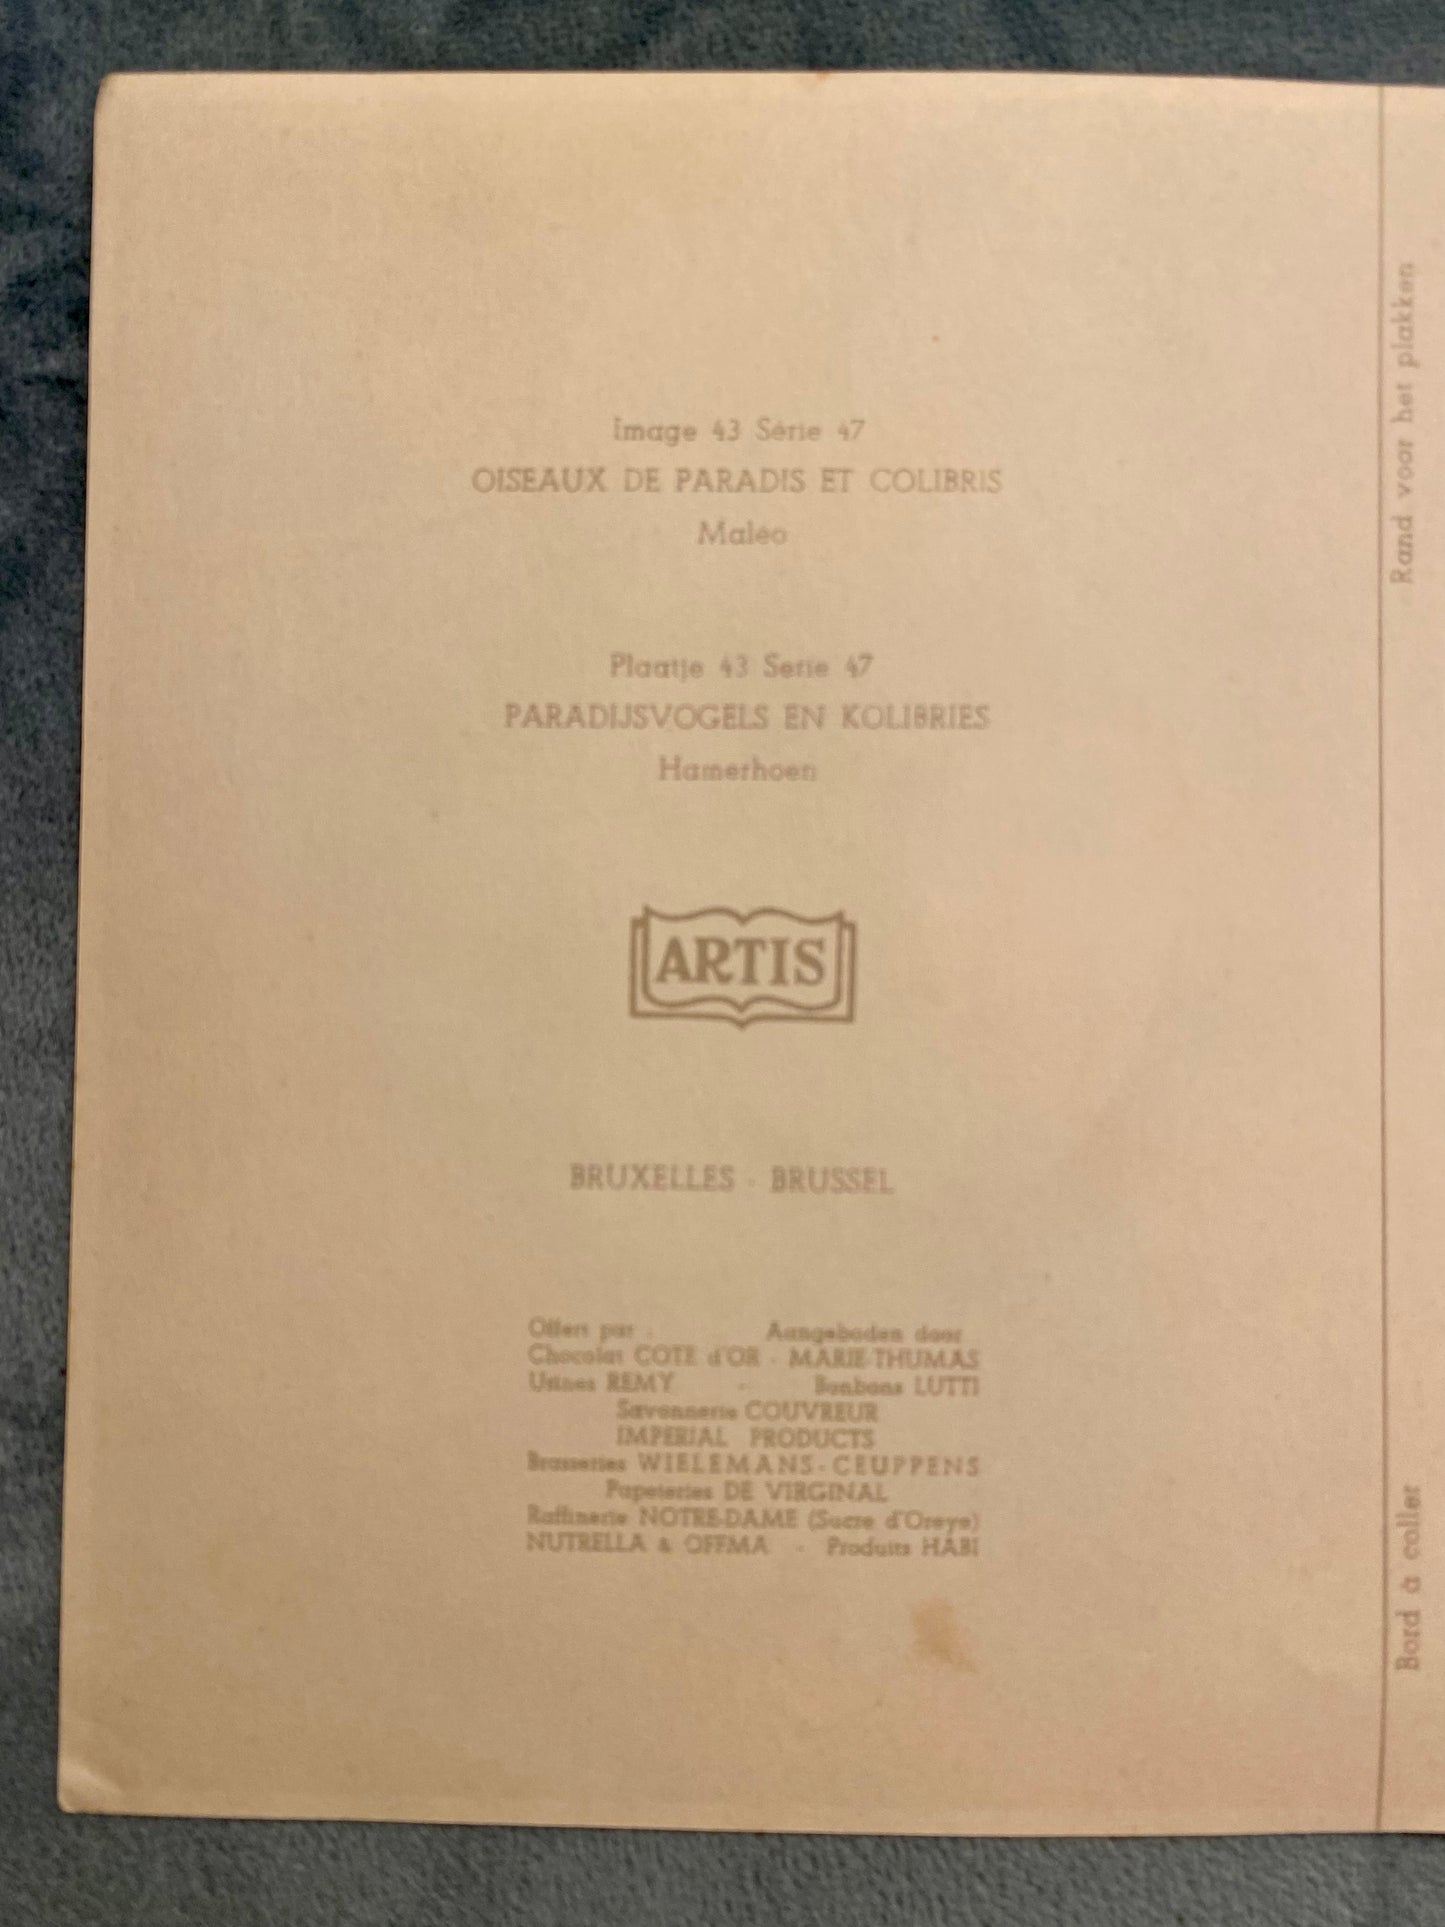 Image 43 Série 47
OISEAUX DE PARADIS ET COLIBRIS
Maléo
Plaatje 43 Serie 47
PARADIJSVOGELS EN KOLIBRIES
Hamerhoen
ARTIS
BRUXELLES - BRUSSEL
Offert par : Aangeboden door
Chocolat COTE d'OR - MARIE-THUMAS
Usines REMY - Bonbons LUTTI
Savonnerie COUVREUR
IMPERIAL PRODUCTS
Brasseries WIELEMANS-CEUPPENS
Papeteries DE VIRGINAL
Raffinerie NOTRE-DAME (Sucre d'Oreye)
NUTRELLA & OFFMA - Produits HABI
Rand voor het plakken
Bord à coller